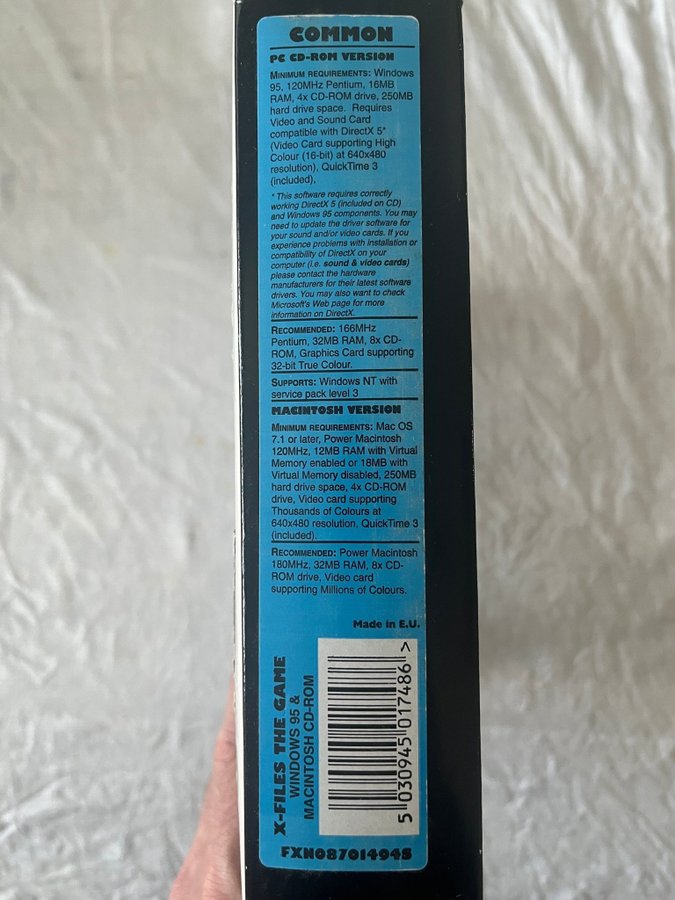 COMMON
PC CD-ROM VERSION
MINIMUM REQUIREMENTS: Windows
95, 120MHz Pentium, 16MB
RAM, 4x CD-ROM drive, 250MB
hard drive space. Requires
Video and Sound Card
compatible with DirectX 5*
(Video Card supporting High
Colour (16-bit) at 640x480
resolution), QuickTime 3
(included),
* This software requires correctly
working DirectX 5 (included on CD)
and Windows 95 components. You may
need to update the driver software for
your sound and/or video cards. If you
experience problems with installation or
compatibility of DirectX on your
computer (i.e. sound & video cards)
please contact the hardware
manufacturers for their latest software
drivers. You may also want to check
Microsoft's Web page for more
information on DirectX.
RECOMMENDED: 166MHz
Pentium, 32MB RAM, 8x CD-
ROM, Graphics Card supporting
32-bit True Colour.
SUPPORTS: Windows NT with
service pack level 3
MACINTOSH VERSION
MINIMUM REQUIREMENTS: Mac OS
7.1 or later, Power Macintosh
120MHz, 12MB RAM with Virtual
Memory enabled or 18MB with
Virtual Memory disabled, 250MB
hard drive space, 4x CD-ROM
drive, Video card supporting
Thousands of Colours at
640x480 resolution, QuickTime 3
(included).
RECOMMENDED: Power Macintosh
180MHz, 32MB RAM, 8x CD-
ROM drive, Video card
supporting Millions of Colours.
Made in E.U.
X-FILES THE GAME
WINDOWS 95 &
MACINTOSH CD-ROM
5 030945 017486 >
FXN08701494S